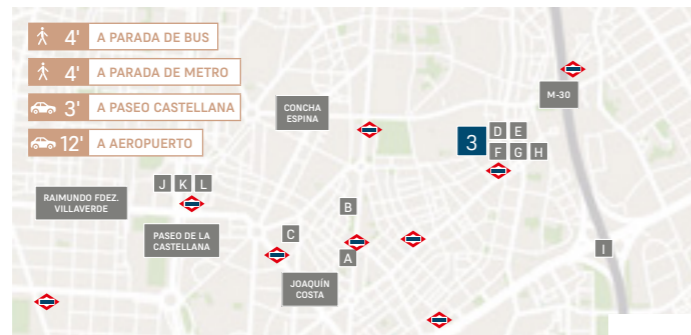 4' A PARADA DE BUS
4' A PARADA DE METRO
3' A PASEO CASTELLANA
12' A AEROPUERTO
M-30
CONCHA
ESPINA
3
D E
F G H
J K L
RAIMUNDO FDEZ.
VILLAVERDE
B
PASEO DE LA
CASTELLANA
C
A
I
JOAQUÍN
COSTA